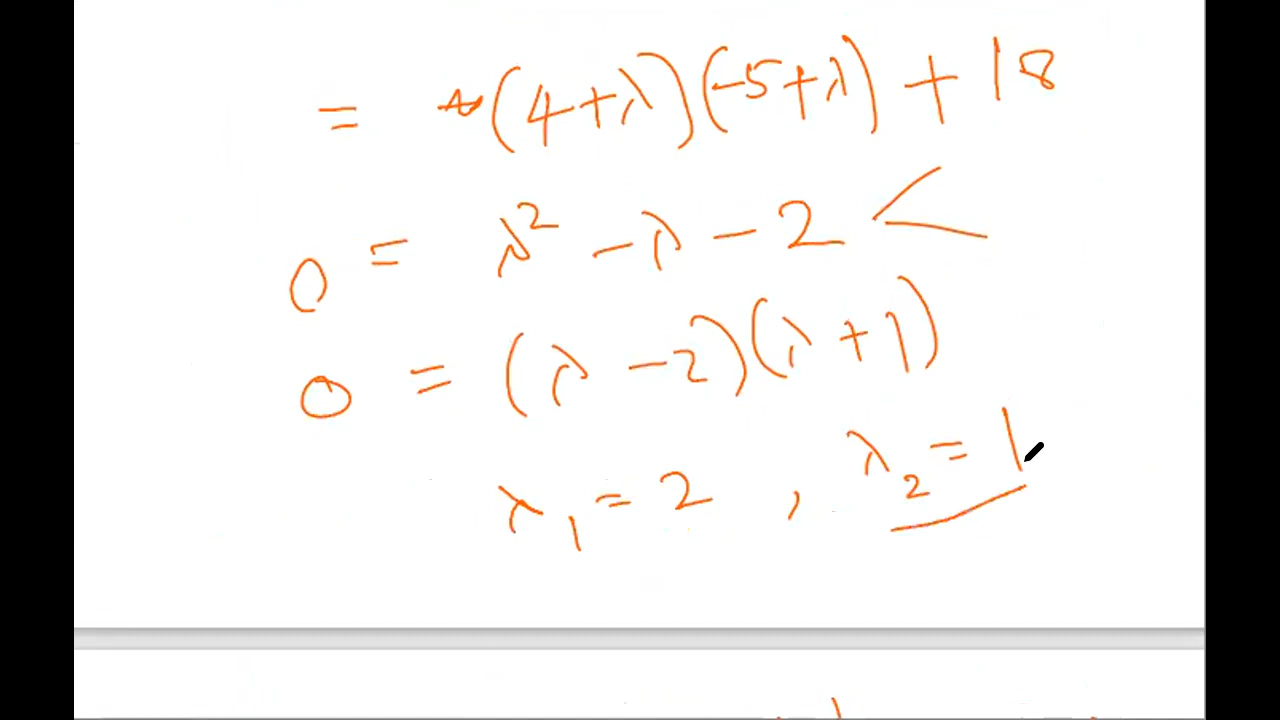 = (4+λ)(-5+λ) + 18
0 = λ² - λ - 2
0 = (λ - 2)(λ + 1)
λ₁ = 2 , λ₂ = 1